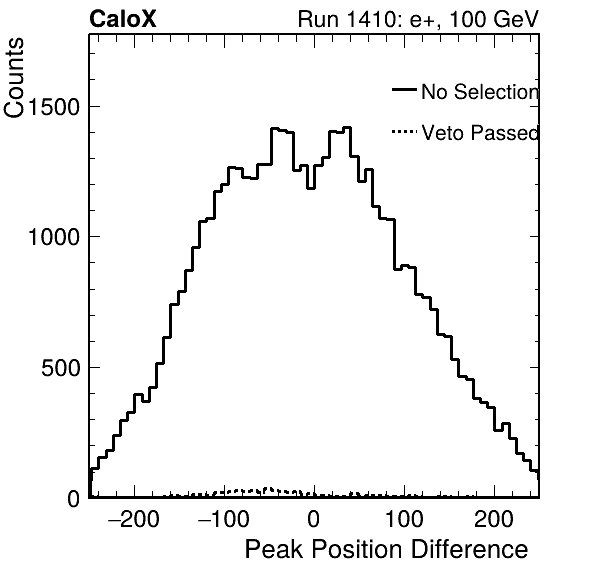 CaloX Run 1410: e+, 100 GeV
Counts
No Selection
Veto Passed
1500
1000
500
0
−200 −100 0 100 200
Peak Position Difference